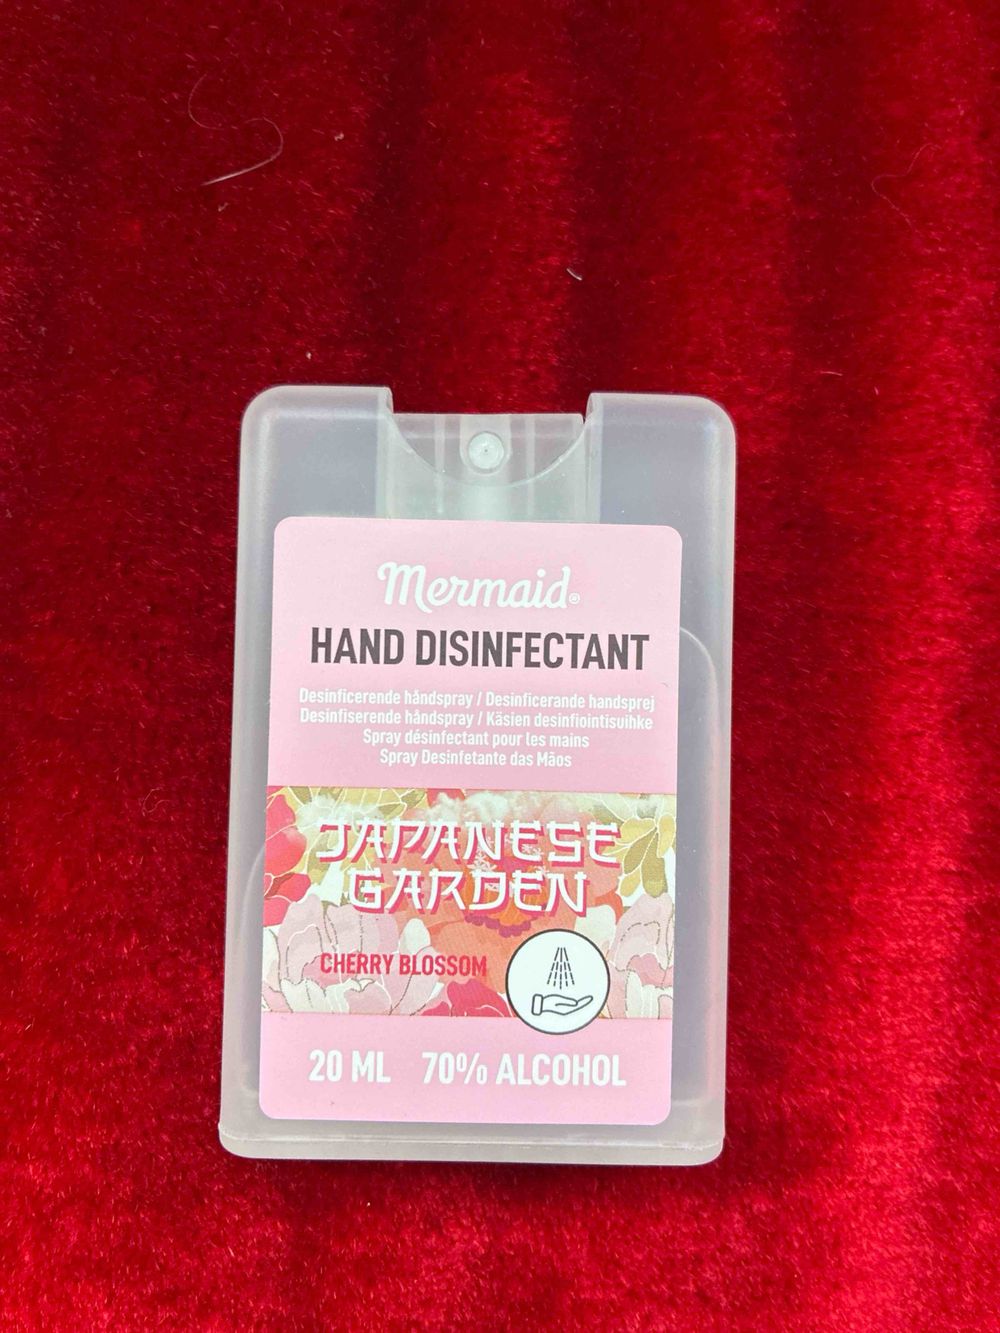 Mermaid®
HAND DISINFECTANT
Desinficerende håndspray / Desinficerande handsprej
Desinfiserende håndspray / Käsien desinfiointisuihke
Spray désinfectant pour les mains
Spray Desinfetante das Mãos
JAPANESE
GARDEN
CHERRY BLOSSOM
20 ML 70% ALCOHOL